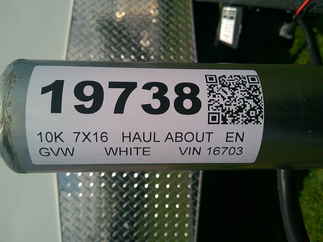 19738
10K 7X16 HAUL ABOUT EN
GVW WHITE VIN 16703